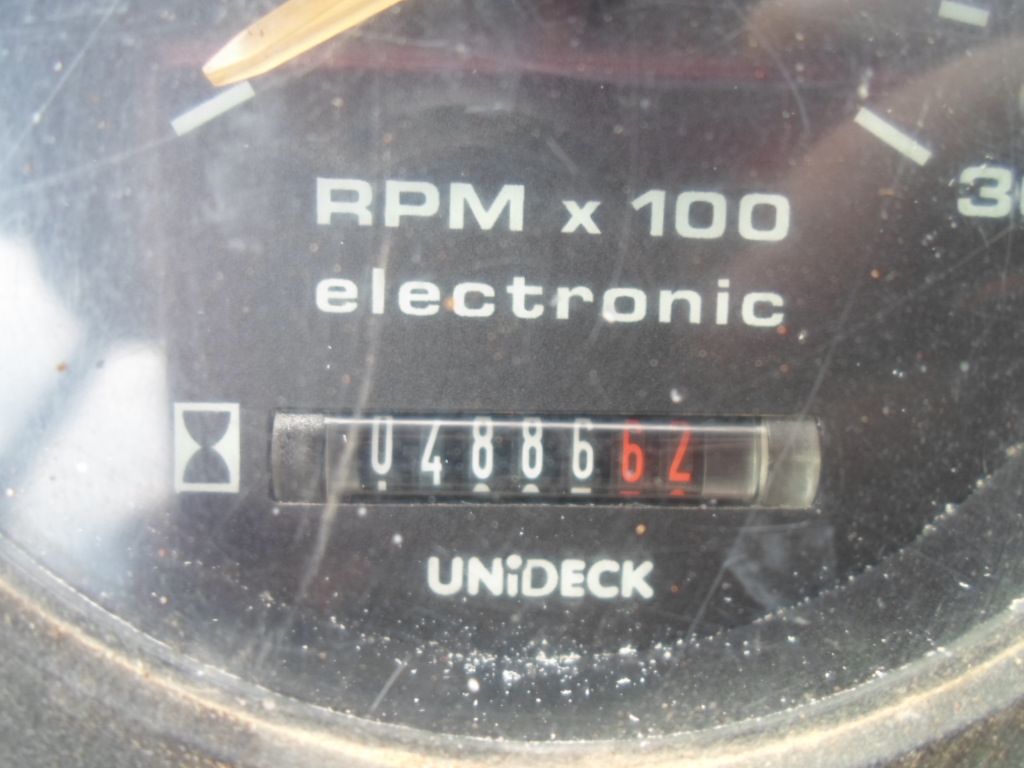 RPM x 100
electronic
0488662
UNiDECK